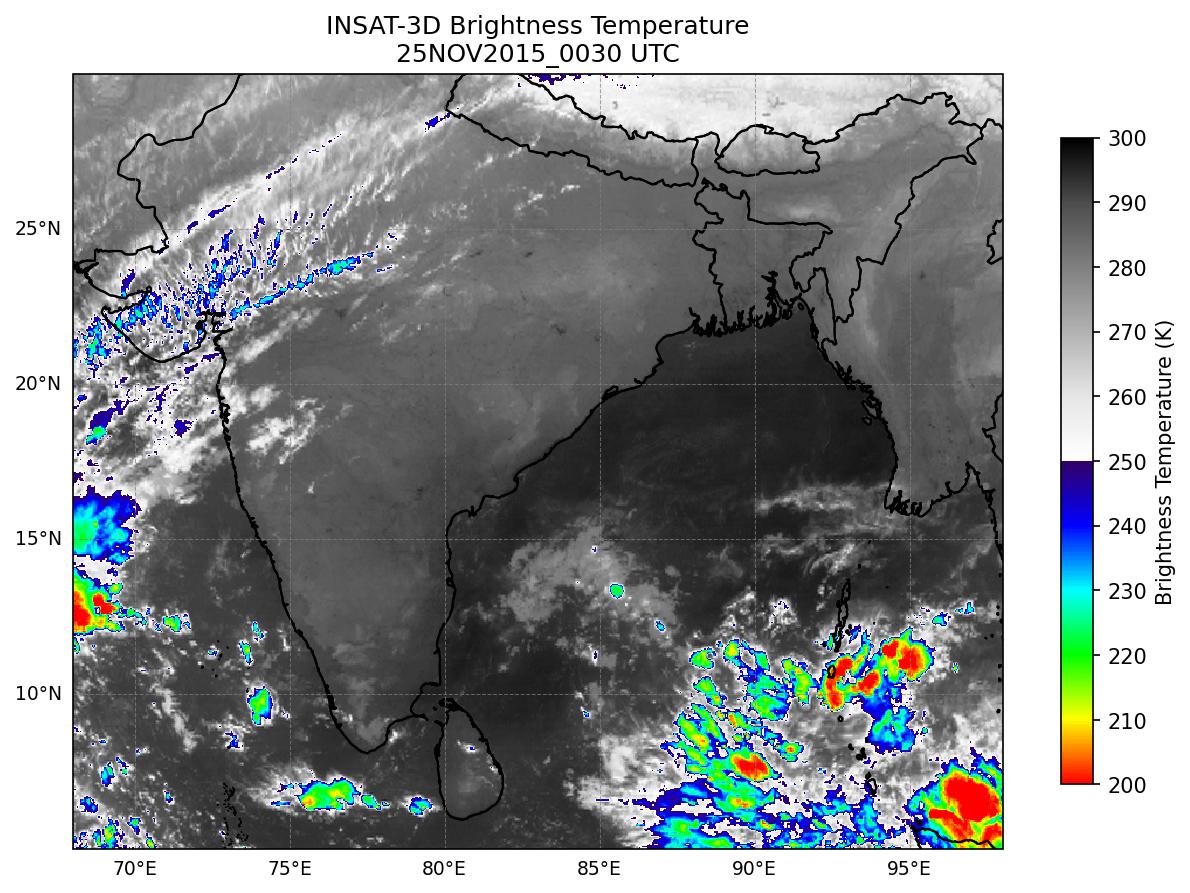 INSAT-3D Brightness Temperature
25NOV2015_0030 UTC
25°N
20°N
15°N
10°N
70°E
75°E
80°E
85°E
90°E
95°E
300
290
280
270
260
250
240
230
220
210
200
Brightness Temperature (K)